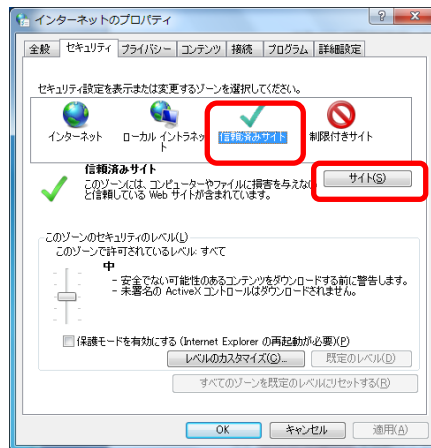 インターネットのプロパティ
全般 セキュリティ プライバシー コンテンツ 接続 プログラム 詳細設定
セキュリティ設定を表示または変更するゾーンを選択してください。
インターネット ローカル イントラネット 信頼済みサイト 制限付きサイト
信頼済みサイト
このゾーンには、コンピューターやファイルに損害を与えない
と信頼している Web サイトが含まれています。
サイト(S)
このゾーンのセキュリティのレベル(L)
このゾーンで許可されているレベル: すべて
中
- 安全でない可能性のあるコンテンツをダウンロードする前に警告します。
- 未署名の ActiveX コントロールはダウンロードされません。
保護モードを有効にする (Internet Explorer の再起動が必要)(P)
レベルのカスタマイズ(C)... 既定のレベル(D)
すべてのゾーンを既定のレベルにリセットする(R)
OK キャンセル 適用(A)